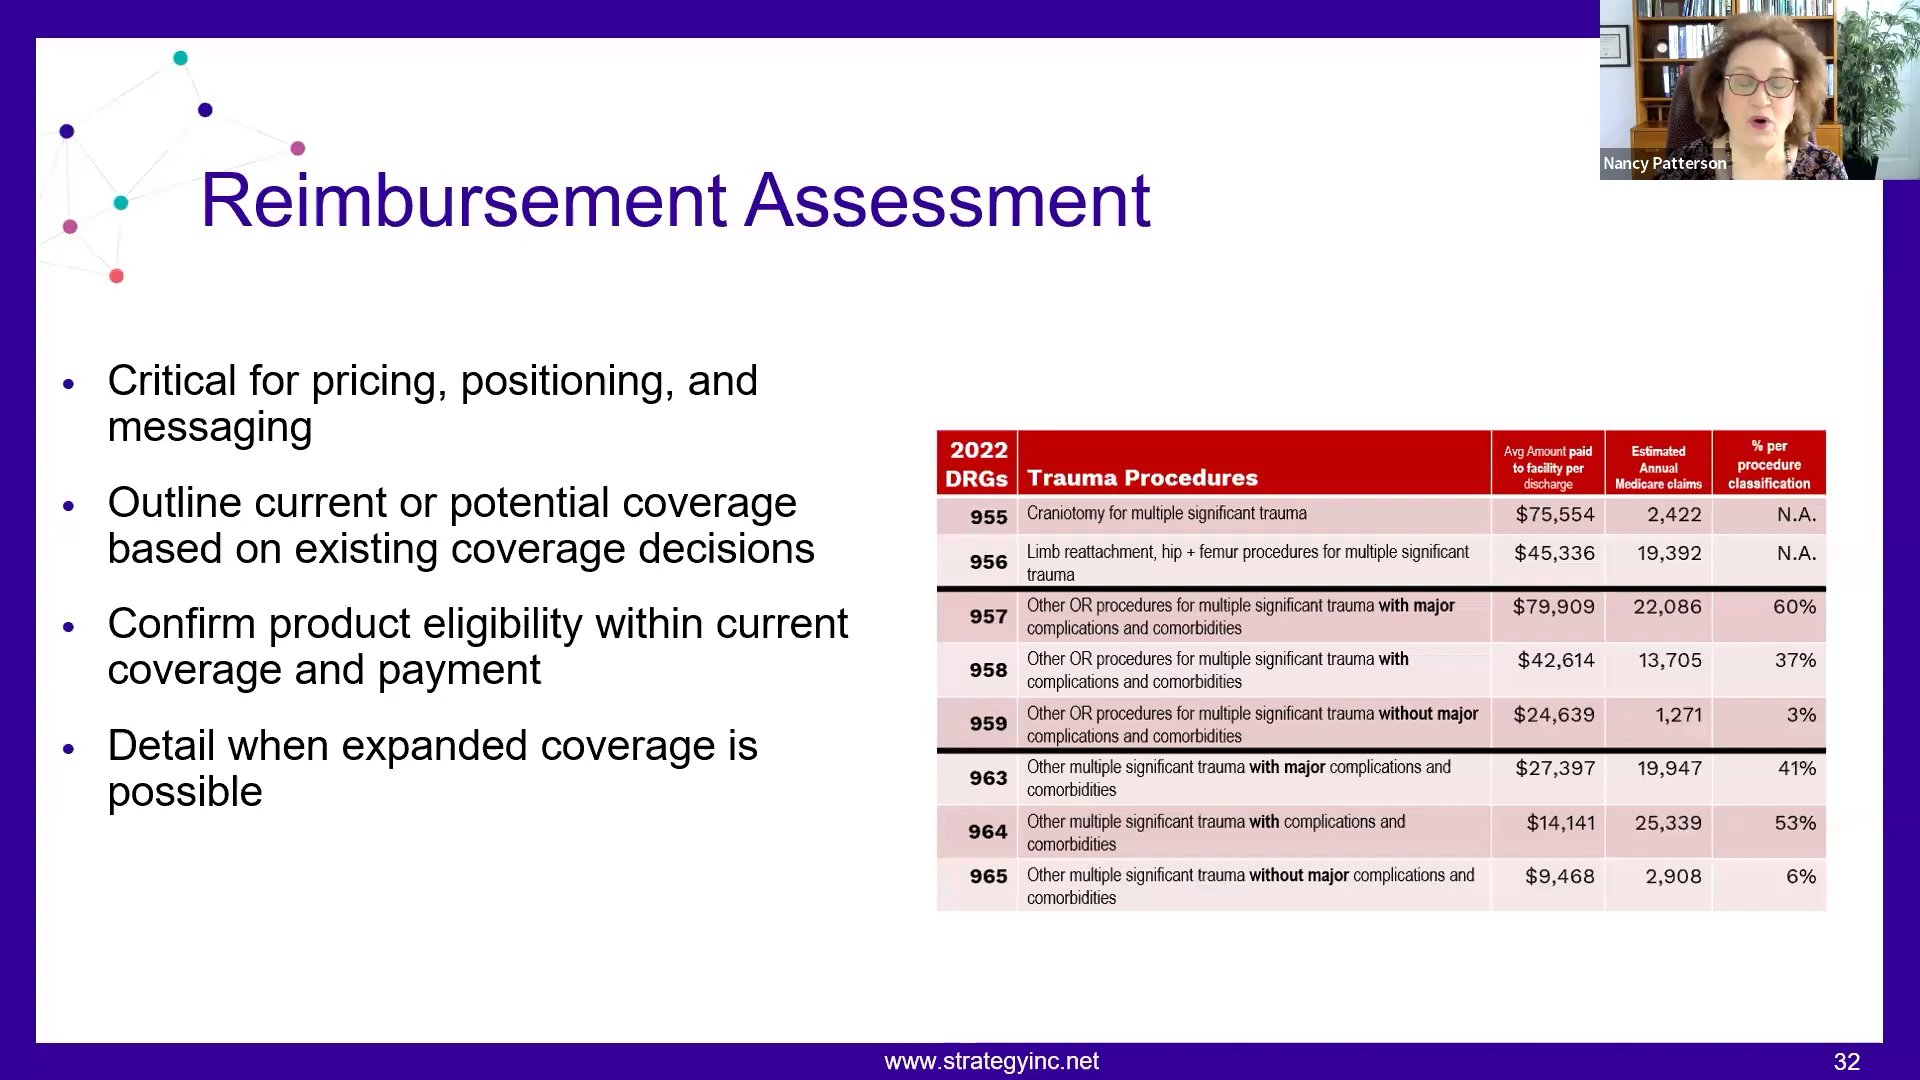 Nancy Patterson
Reimbursement Assessment
• Critical for pricing, positioning, and
messaging
• Outline current or potential coverage
based on existing coverage decisions
• Confirm product eligibility within current
coverage and payment
• Detail when expanded coverage is
possible
2022 DRGs Trauma Procedures Avg Amount paid to facility per discharge Estimated Annual Medicare claims % per procedure classification
955 Craniotomy for multiple significant trauma $75,554 2,422 N.A.
956 Limb reattachment, hip + femur procedures for multiple significant trauma $45,336 19,392 N.A.
957 Other OR procedures for multiple significant trauma with major complications and comorbidities $79,909 22,086 60%
958 Other OR procedures for multiple significant trauma with complications and comorbidities $42,614 13,705 37%
959 Other OR procedures for multiple significant trauma without major complications and comorbidities $24,639 1,271 3%
963 Other multiple significant trauma with major complications and comorbidities $27,397 19,947 41%
964 Other multiple significant trauma with complications and comorbidities $14,141 25,339 53%
965 Other multiple significant trauma without major complications and comorbidities $9,468 2,908 6%
www.strategyinc.net
32